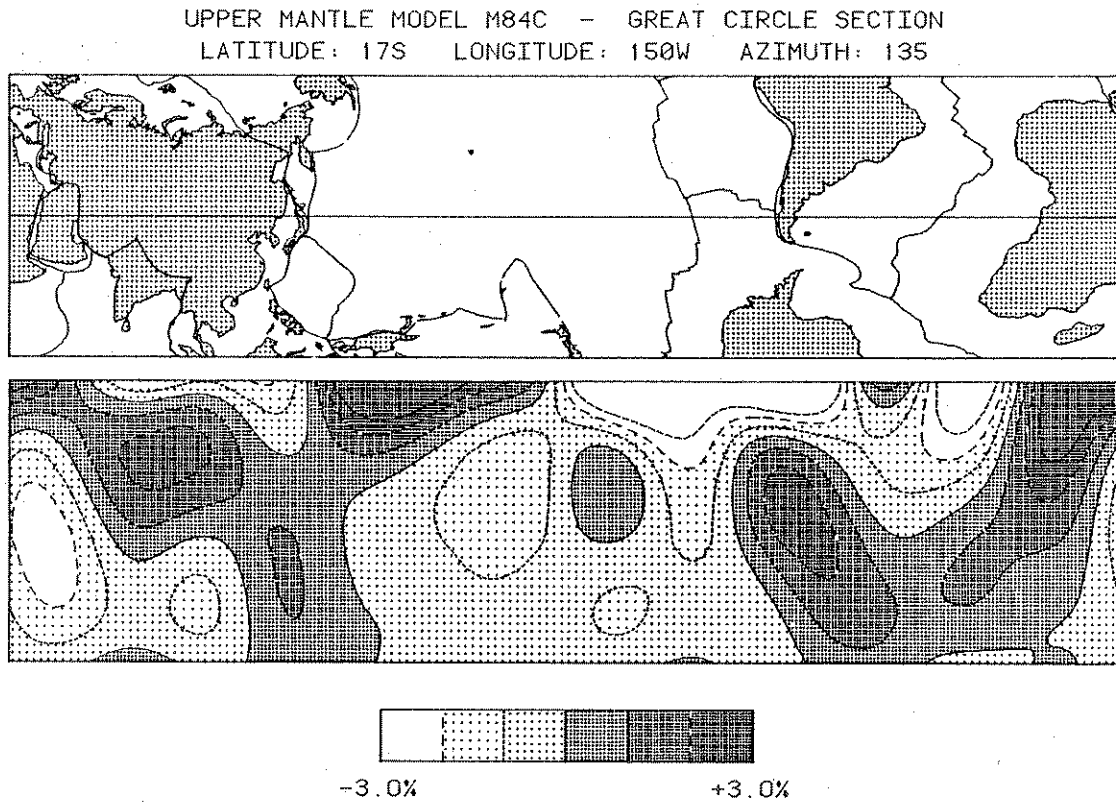 UPPER MANTLE MODEL M84C - GREAT CIRCLE SECTION
LATITUDE: 17S LONGITUDE: 150W AZIMUTH: 135
-3.0% +3.0%